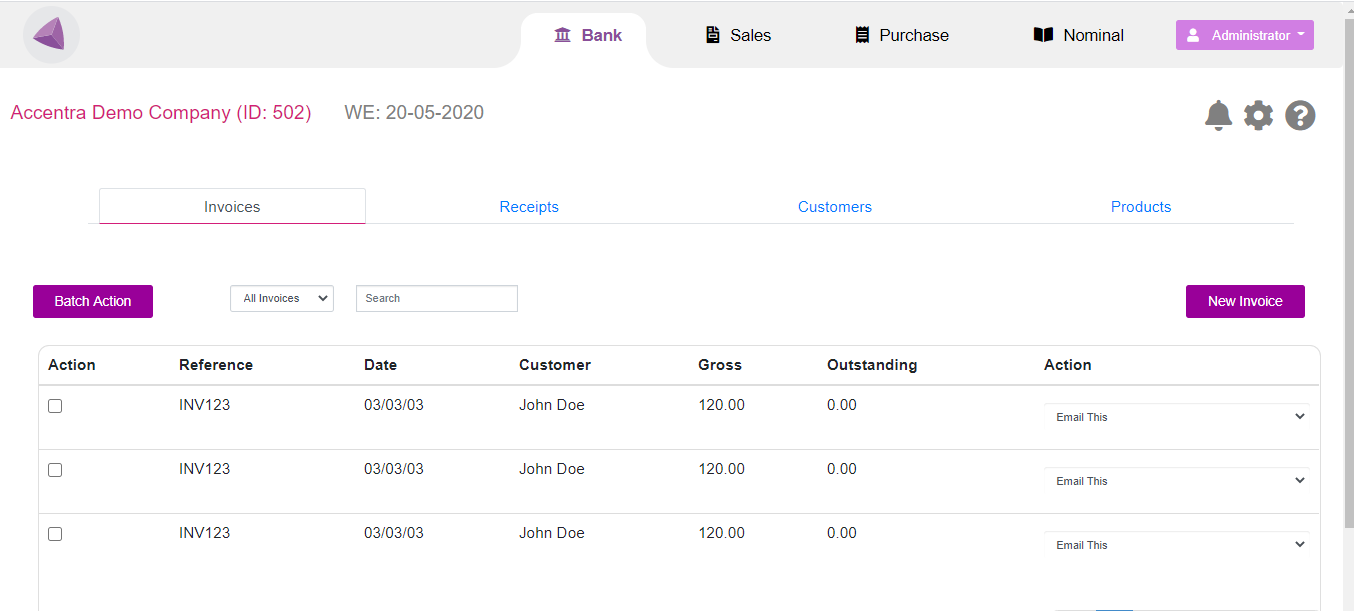 Bank Sales Purchase Nominal Administrator
Accentra Demo Company (ID: 502) WE: 20-05-2020
Invoices Receipts Customers Products
Batch Action All Invoices Search New Invoice
Action Reference Date Customer Gross Outstanding Action
INV123 03/03/03 John Doe 120.00 0.00 Email This
INV123 03/03/03 John Doe 120.00 0.00 Email This
INV123 03/03/03 John Doe 120.00 0.00 Email This